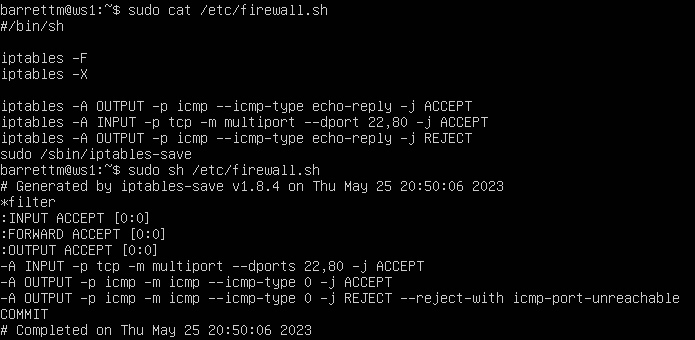 barrettm@ws1:~$ sudo cat /etc/firewall.sh
#/bin/sh
iptables -F
iptables -X
iptables -A OUTPUT -p icmp --icmp-type echo-reply -j ACCEPT
iptables -A INPUT -p tcp -m multiport --dport 22,80 -j ACCEPT
iptables -A OUTPUT -p icmp --icmp-type echo-reply -j REJECT
sudo /sbin/iptables-save
barrettm@ws1:~$ sudo sh /etc/firewall.sh
# Generated by iptables-save v1.8.4 on Thu May 25 20:50:06 2023
*filter
:INPUT ACCEPT [0:0]
:FORWARD ACCEPT [0:0]
:OUTPUT ACCEPT [0:0]
-A INPUT -p tcp -m multiport --dports 22,80 -j ACCEPT
-A OUTPUT -p icmp -m icmp --icmp-type 0 -j ACCEPT
-A OUTPUT -p icmp -m icmp --icmp-type 0 -j REJECT --reject-with icmp-port-unreachable
COMMIT
# Completed on Thu May 25 20:50:06 2023